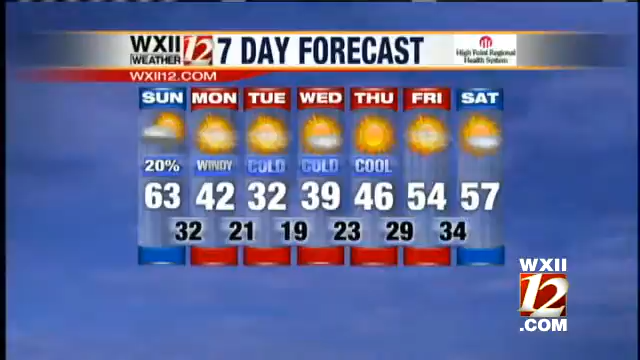 WXII 12
WEATHER
7 DAY FORECAST
High Point Regional
Health System
WXII12.COM
SUN MON TUE WED THU FRI SAT
20% WINDY COLD COLD COOL
63 42 32 39 46 54 57
32 21 19 23 29 34
WXII
12
.COM